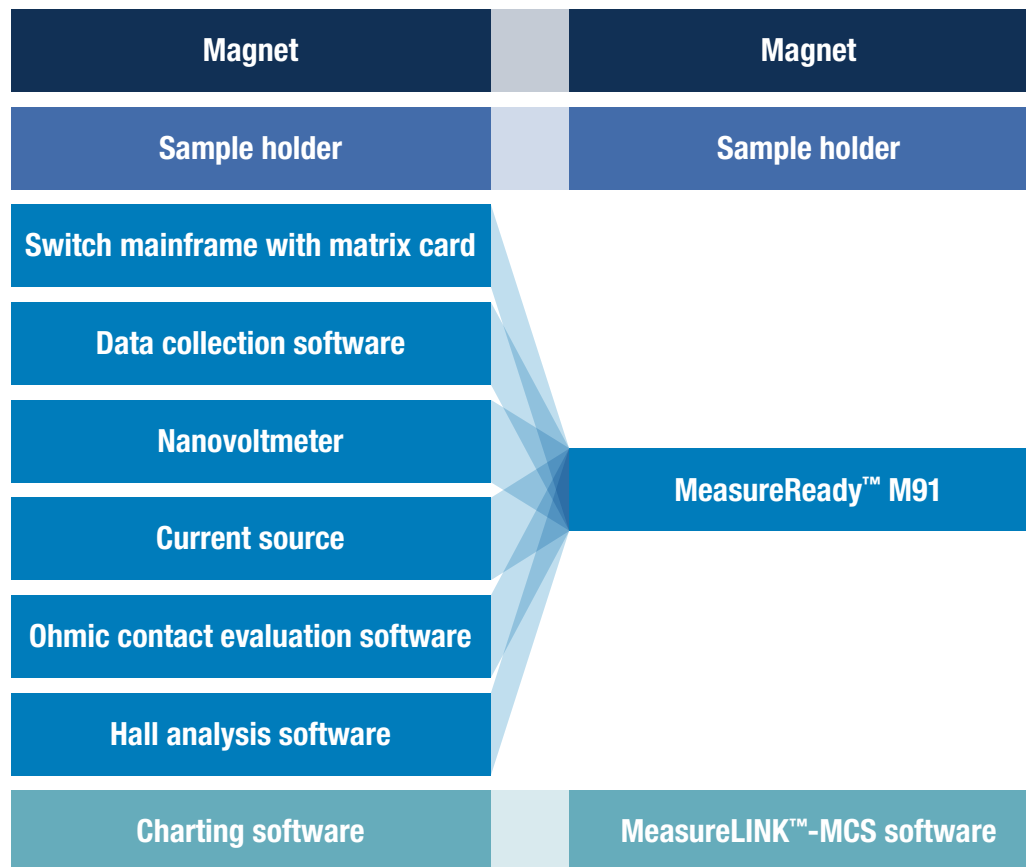 Magnet
Magnet
Sample holder
Sample holder
Switch mainframe with matrix card
Data collection software
Nanovoltmeter
MeasureReady™ M91
Current source
Ohmic contact evaluation software
Hall analysis software
Charting software
MeasureLINK™-MCS software